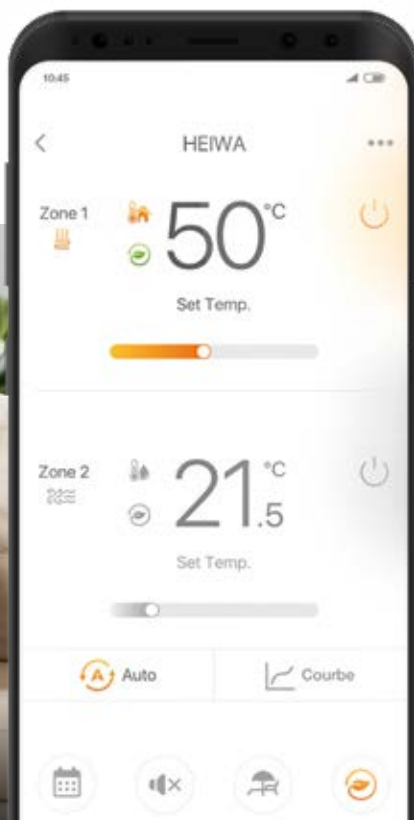 10:45
HEIWA
Zone 1
50°C
Set Temp.
Zone 2
21.5°C
Set Temp.
A Auto
Courbe